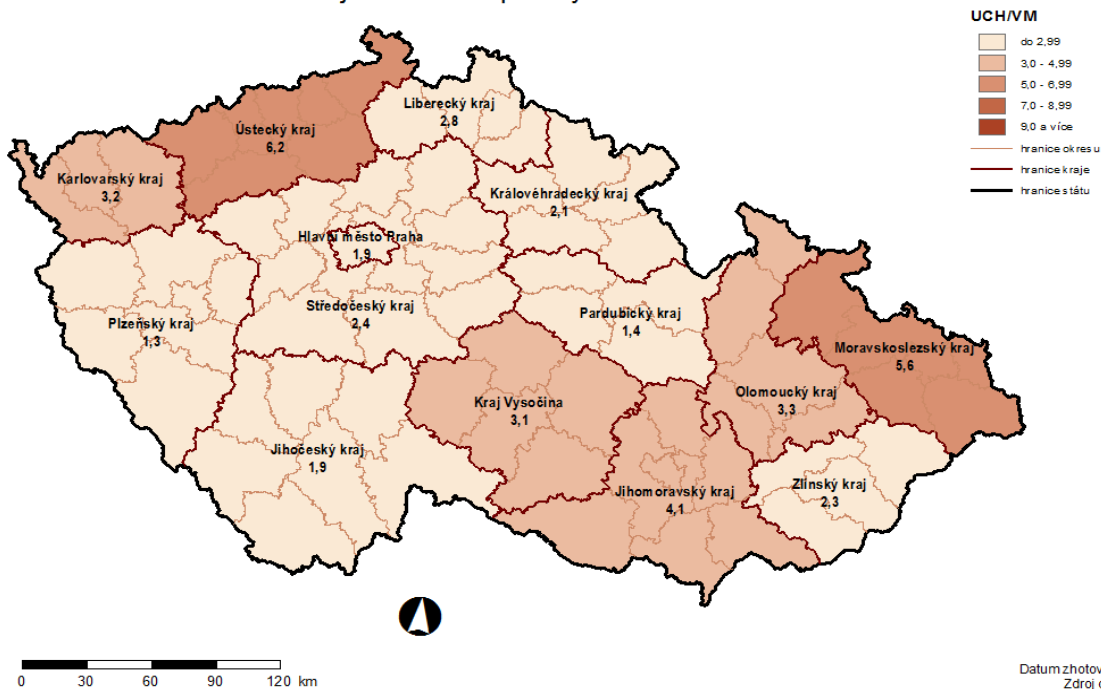 UCH/VM
do 2,99
3,0 - 4,99
5,0 - 6,99
7,0 - 8,99
9,0 a více
hranice okresu
hranice kraje
hranice státu
Liberecký kraj
2,8
Ústecký kraj
6,2
Karlovarský kraj
3,2
Královéhradecký kraj
2,1
Hlavní město Praha
1,9
Středočeský kraj
2,4
Pardubický kraj
1,4
Plzeňský kraj
1,3
Moravskoslezský kraj
5,6
Olomoucký kraj
3,3
Kraj Vysočina
3,1
Jihočeský kraj
1,9
Jihomoravský kraj
4,1
Zlínský kraj
2,3
0 30 60 90 120 km
Datum zhotov
Zdroj